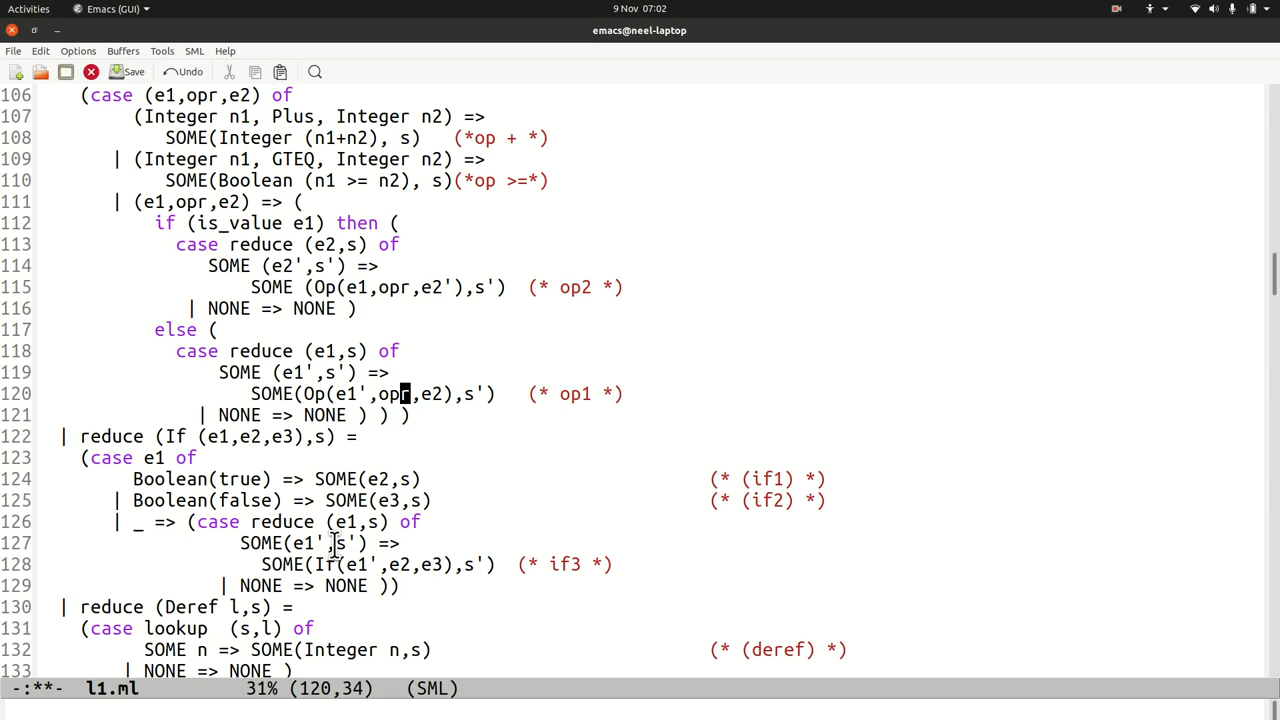 Activities Emacs (GUI) 9 Nov 07:02
emacs@neel-laptop
File Edit Options Buffers Tools SML Help
Save Undo
106     (case (e1,opr,e2) of
107          (Integer n1, Plus, Integer n2) =>
108             SOME(Integer (n1+n2), s)   (*op + *)
109        | (Integer n1, GTEQ, Integer n2) =>
110             SOME(Boolean (n1 >= n2), s)(*op >=*)
111        | (e1,opr,e2) => (
112            if (is_value e1) then (
113              case reduce (e2,s) of
114                 SOME (e2',s') =>
115                     SOME (Op(e1,opr,e2'),s')  (* op2 *)
116               | NONE => NONE )
117            else (
118              case reduce (e1,s) of
119                  SOME (e1',s') =>
120                     SOME(Op(e1',opr,e2),s')   (* op1 *)
121                | NONE => NONE ) ) )
122   | reduce (If (e1,e2,e3),s) =
123     (case e1 of
124          Boolean(true) => SOME(e2,s)                           (* (if1) *)
125        | Boolean(false) => SOME(e3,s)                          (* (if2) *)
126        | _ => (case reduce (e1,s) of
127                    SOME(e1',s') =>
128                      SOME(If(e1',e2,e3),s')  (* if3 *)
129                  | NONE => NONE ))
130   | reduce (Deref l,s) =
131     (case lookup  (s,l) of
132           SOME n => SOME(Integer n,s)                          (* (deref) *)
133         | NONE => NONE )
-:**-  l1.ml          31% (120,34)     (SML)